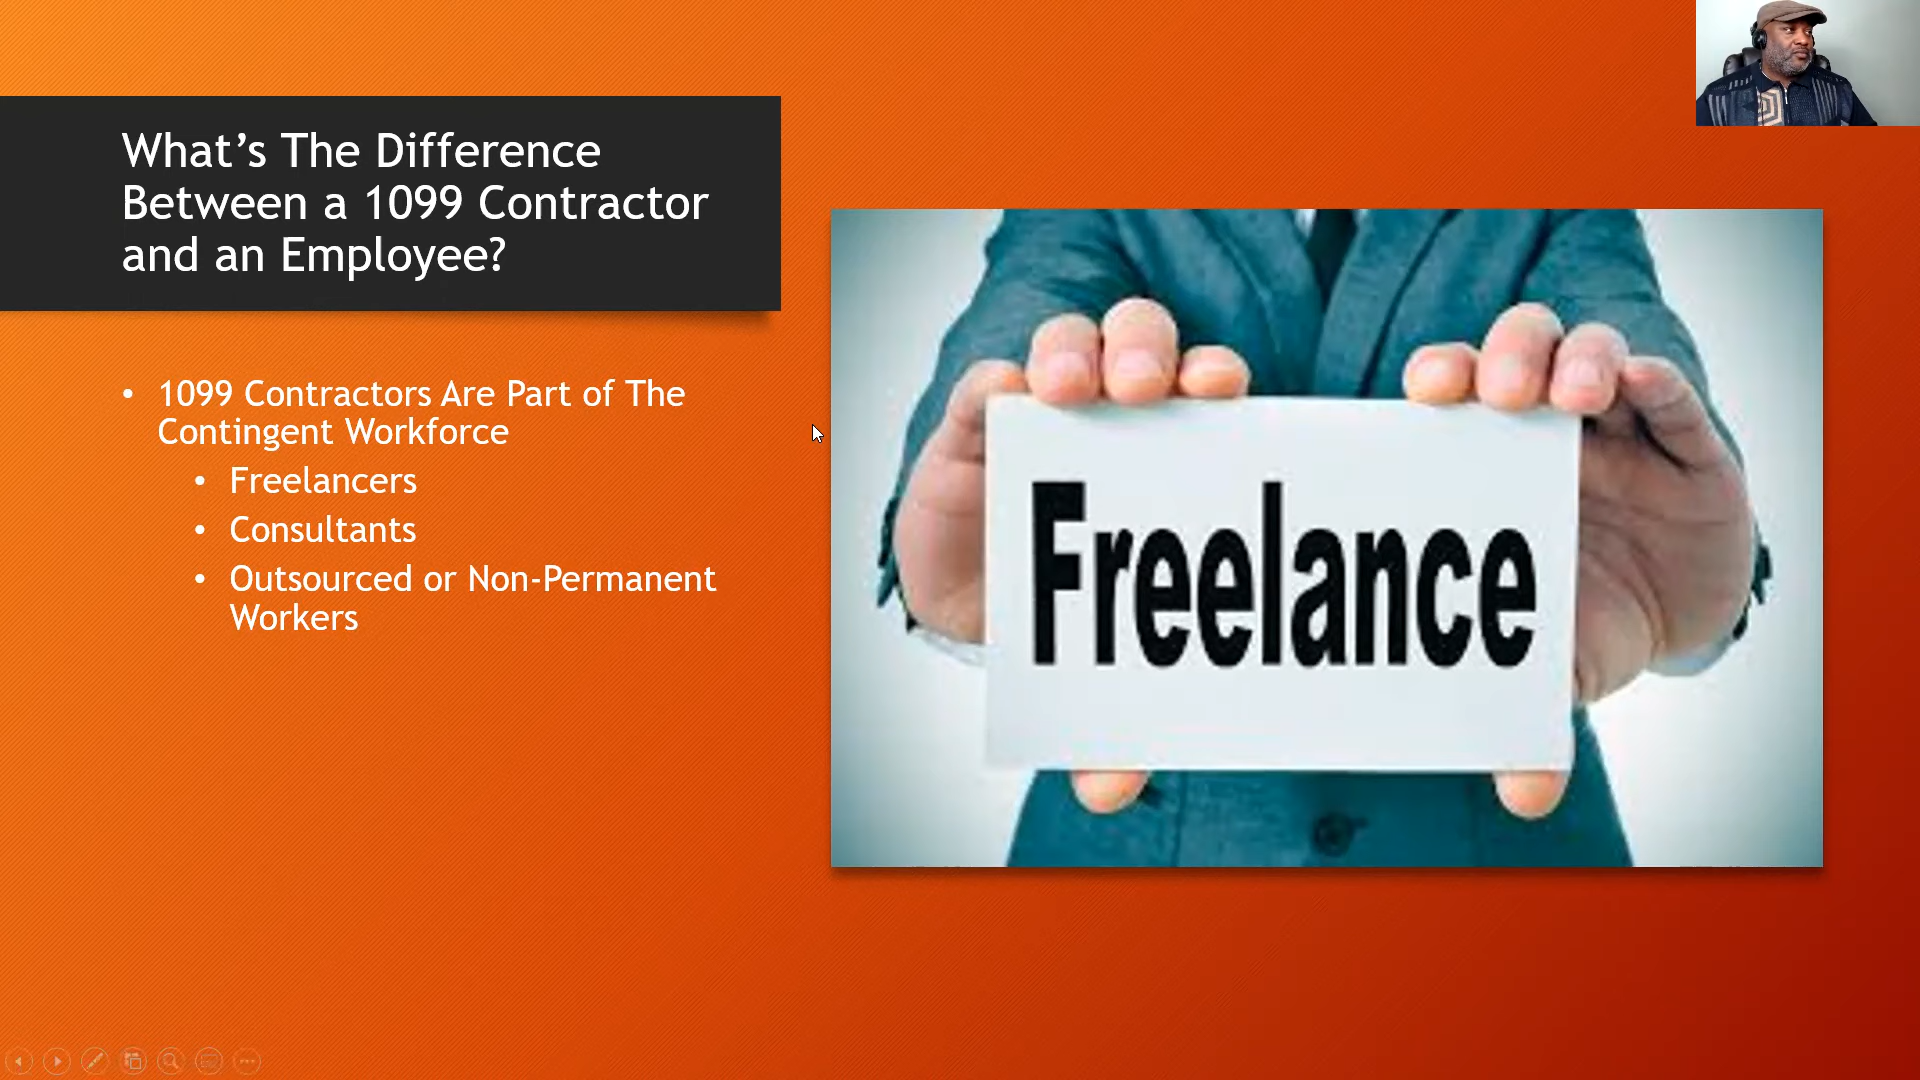 What’s The Difference
Between a 1099 Contractor
and an Employee?
• 1099 Contractors Are Part of The
Contingent Workforce
• Freelancers
• Consultants
• Outsourced or Non-Permanent
Workers
Freelance